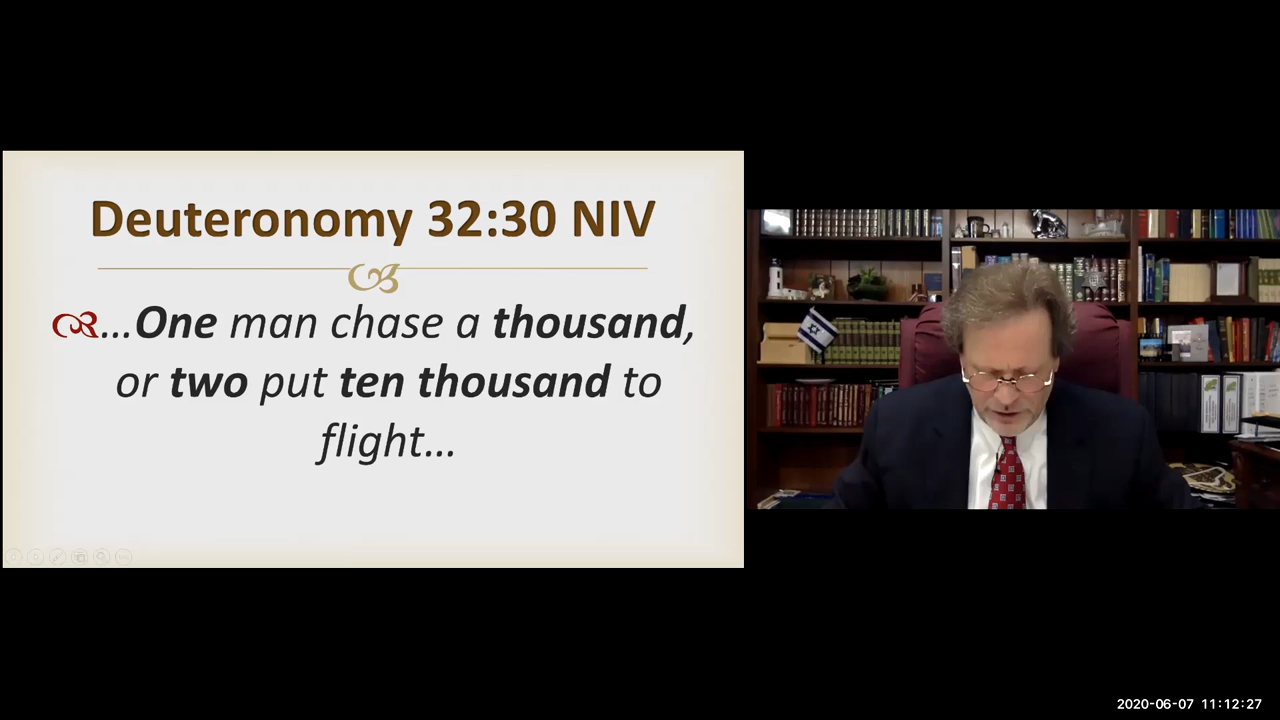 Deuteronomy 32:30 NIV
...One man chase a thousand,
or two put ten thousand to
flight...
2020-06-07 11:12:27